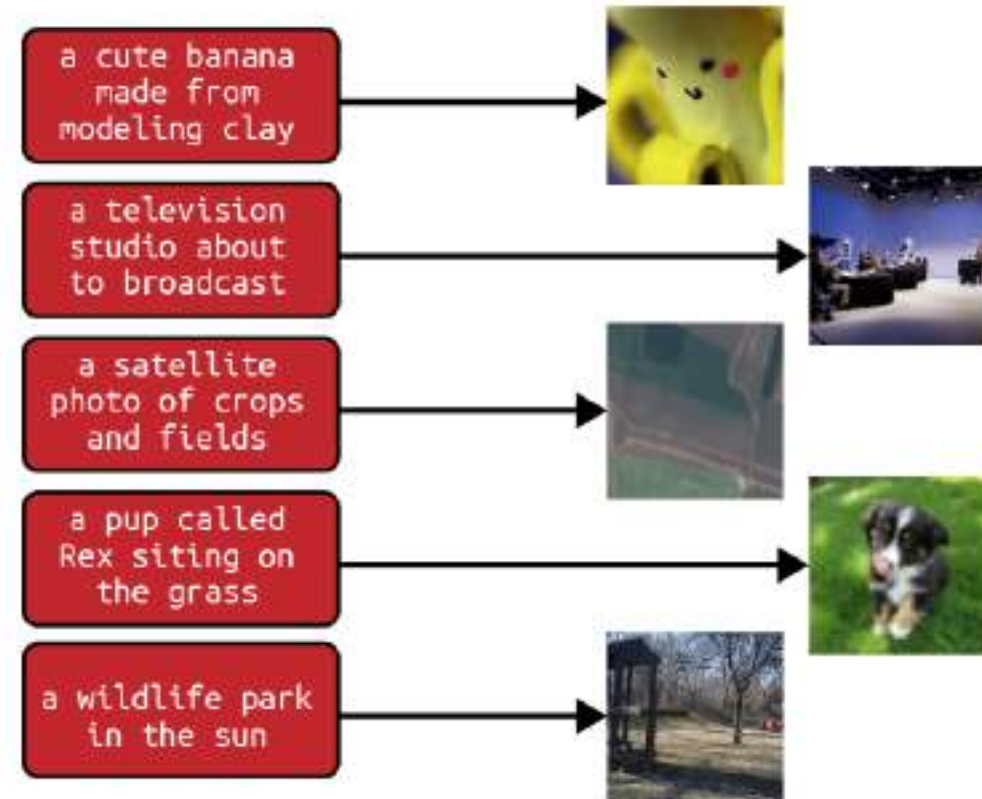 a cute banana
made from
modeling clay
a television
studio about
to broadcast
a satellite
photo of crops
and fields
a pup called
Rex siting on
the grass
a wildlife park
in the sun